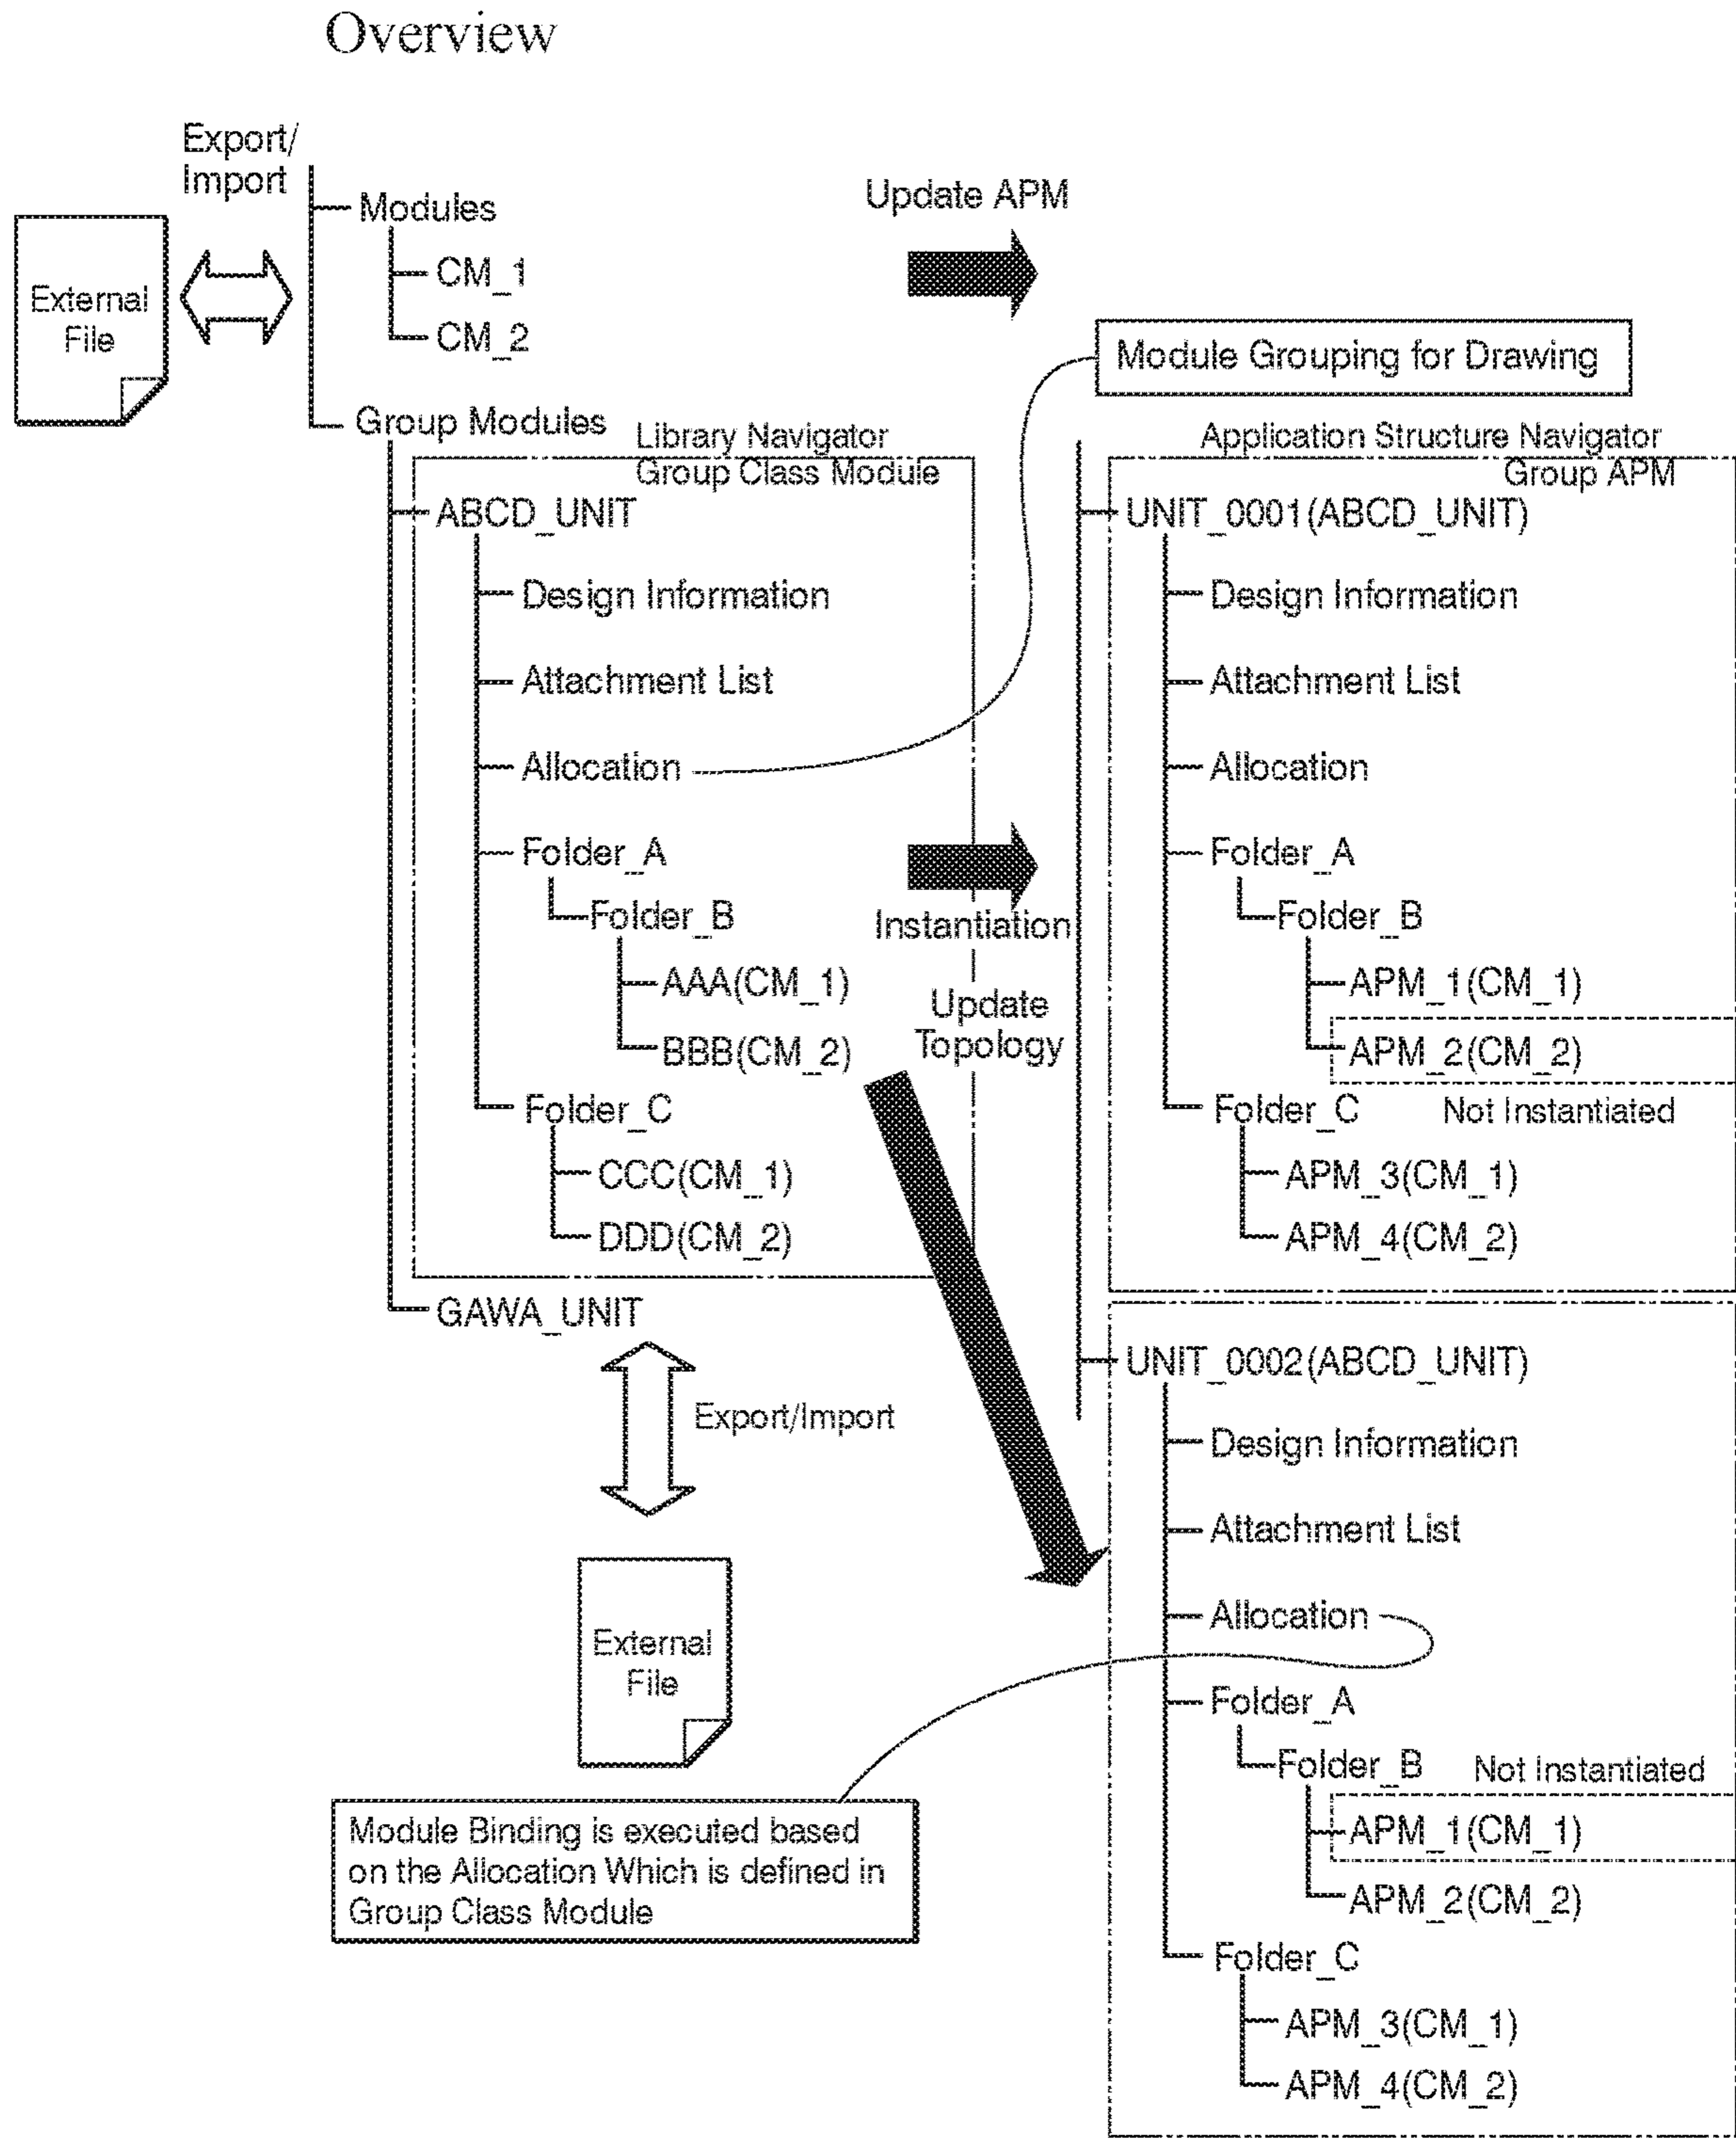 Overview
Export/
Import
Modules
CM_1
CM_2
External
File
Update APM
Module Grouping for Drawing
Group Modules
Library Navigator
Group Class Module
ABCD_UNIT
Design Information
Attachment List
Allocation
Folder_A
Folder_B
AAA(CM_1)
BBB(CM_2)
Folder_C
CCC(CM_1)
DDD(CM_2)
GAWA_UNIT
Instantiation
Update
Topology
Export/Import
External
File
Module Binding is executed based
on the Allocation Which is defined in
Group Class Module
Application Structure Navigator
Group APM
UNIT_0001(ABCD_UNIT)
Design Information
Attachment List
Allocation
Folder_A
Folder_B
APM_1(CM_1)
APM_2(CM_2)
Not Instantiated
Folder_C
APM_3(CM_1)
APM_4(CM_2)
UNIT_0002(ABCD_UNIT)
Design Information
Attachment List
Allocation
Folder_A
Folder_B
Not Instantiated
APM_1(CM_1)
APM_2(CM_2)
Folder_C
APM_3(CM_1)
APM_4(CM_2)